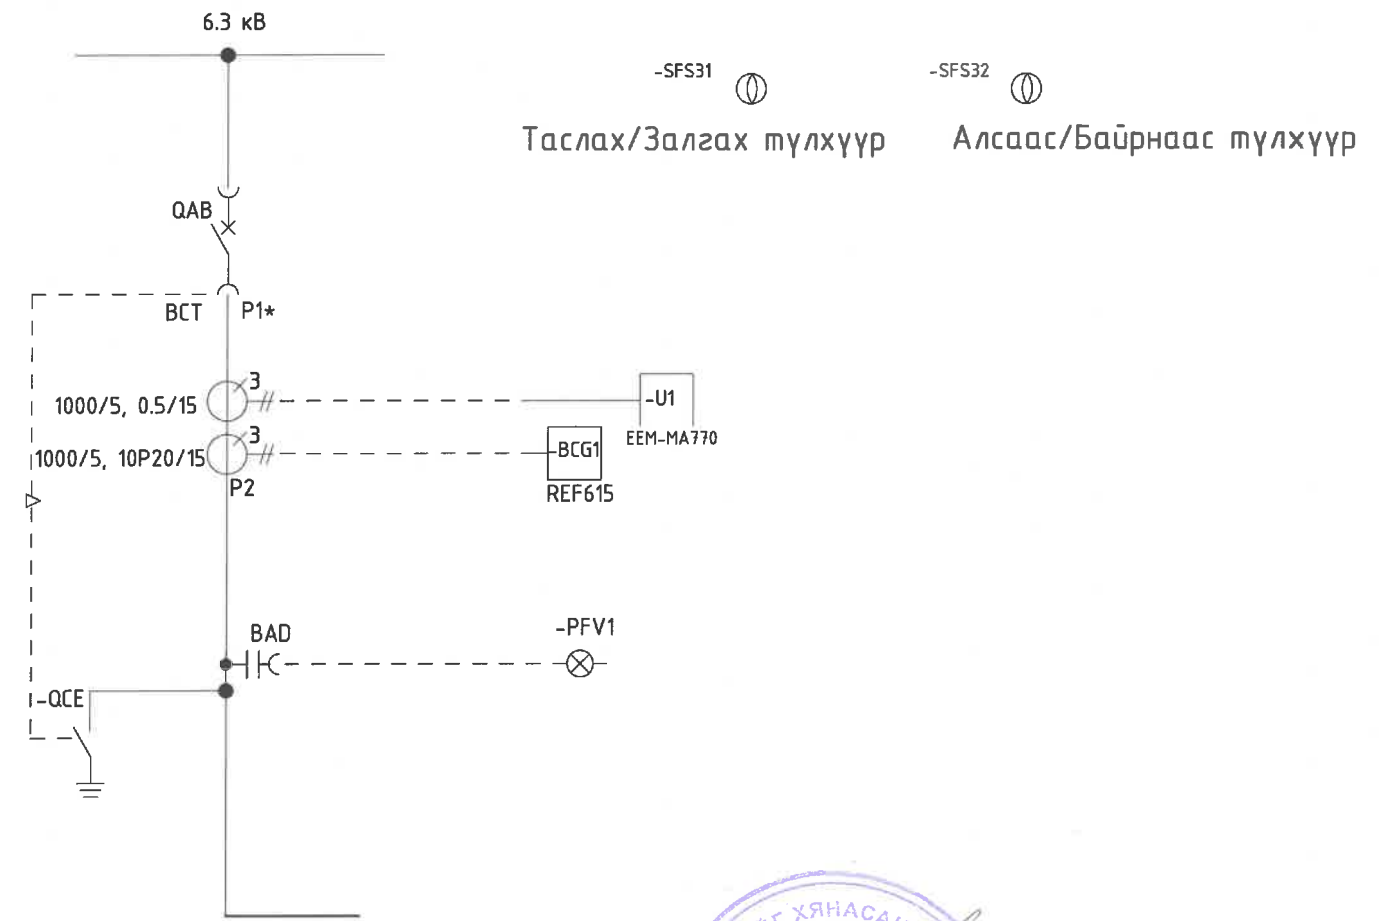 6.3 кВ
-SFS31
-SFS32
Таслах/Залгах түлхүүр
Алсаас/Байрнаас түлхүүр
QAB
BCT
P1*
3
1000/5, 0.5/15
-U1
EEM-MA770
3
1000/5, 10P20/15
-BCG1
P2
REF615
BAD
-PFV1
-QCE
ХЯНАСАН